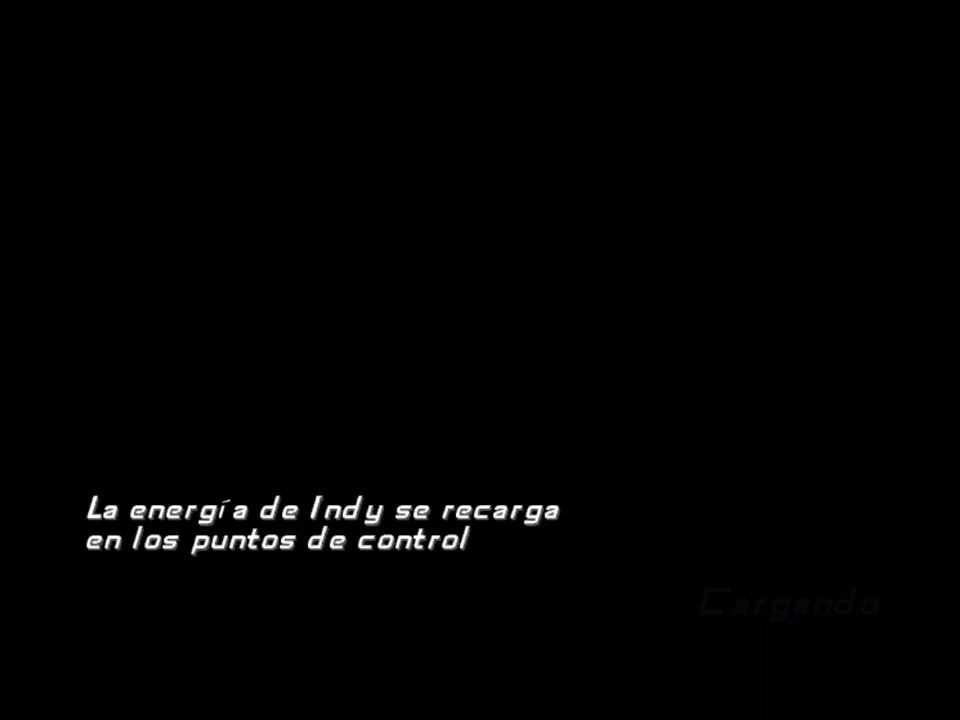 La energía de Indy se recarga
en los puntos de control
Cargando